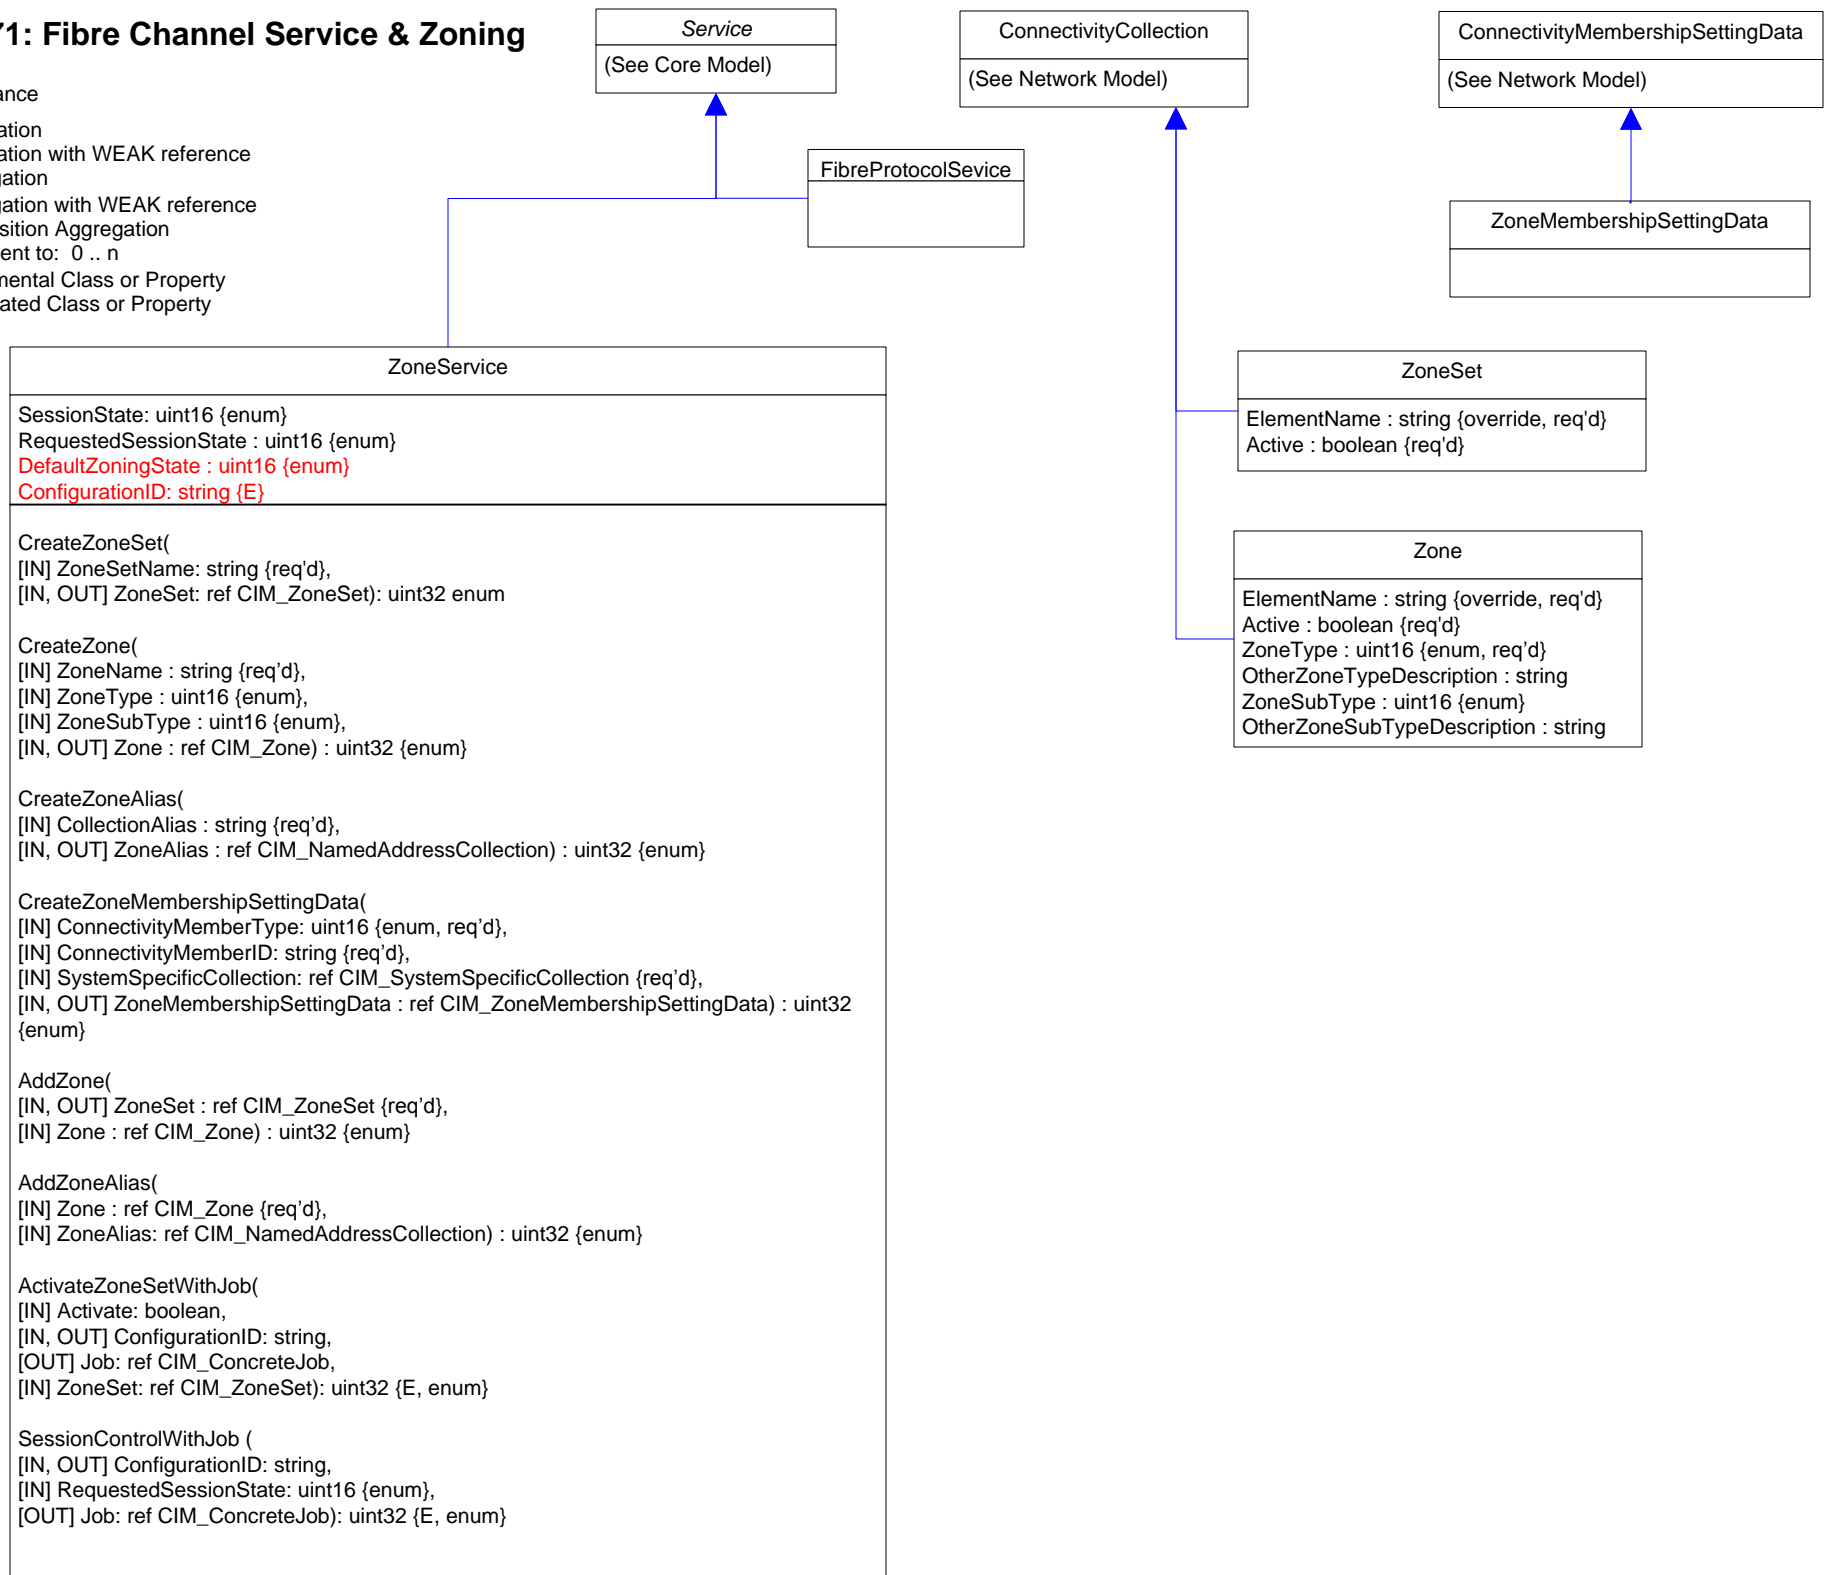 71: Fibre Channel Service & Zoning
ance
ation
ation with WEAK reference
gation
gation with WEAK reference
sition Aggregation
ent to:  0 .. n
mental Class or Property
ated Class or Property
Service
(See Core Model)
FibreProtocolSevice
ConnectivityCollection
(See Network Model)
ConnectivityMembershipSettingData
(See Network Model)
ZoneMembershipSettingData
ZoneService
SessionState: uint16 {enum}
RequestedSessionState : uint16 {enum}
DefaultZoningState : uint16 {enum}
ConfigurationID: string {E}
CreateZoneSet(
[IN] ZoneSetName: string {req'd},
[IN, OUT] ZoneSet: ref CIM_ZoneSet): uint32 enum
CreateZone(
[IN] ZoneName : string {req’d},
[IN] ZoneType : uint16 {enum},
[IN] ZoneSubType : uint16 {enum},
[IN, OUT] Zone : ref CIM_Zone) : uint32 {enum}
CreateZoneAlias(
[IN] CollectionAlias : string {req’d},
[IN, OUT] ZoneAlias : ref CIM_NamedAddressCollection) : uint32 {enum}
CreateZoneMembershipSettingData(
[IN] ConnectivityMemberType: uint16 {enum, req’d},
[IN] ConnectivityMemberID: string {req’d},
[IN] SystemSpecificCollection: ref CIM_SystemSpecificCollection {req’d},
[IN, OUT] ZoneMembershipSettingData : ref CIM_ZoneMembershipSettingData) : uint32
{enum}
AddZone(
[IN, OUT] ZoneSet : ref CIM_ZoneSet {req’d},
[IN] Zone : ref CIM_Zone) : uint32 {enum}
AddZoneAlias(
[IN] Zone : ref CIM_Zone {req’d},
[IN] ZoneAlias: ref CIM_NamedAddressCollection) : uint32 {enum}
ActivateZoneSetWithJob(
[IN] Activate: boolean,
[IN, OUT] ConfigurationID: string,
[OUT] Job: ref CIM_ConcreteJob,
[IN] ZoneSet: ref CIM_ZoneSet): uint32 {E, enum}
SessionControlWithJob (
[IN, OUT] ConfigurationID: string,
[IN] RequestedSessionState: uint16 {enum},
[OUT] Job: ref CIM_ConcreteJob): uint32 {E, enum}
ZoneSet
ElementName : string {override, req'd}
Active : boolean {req'd}
Zone
ElementName : string {override, req'd}
Active : boolean {req'd}
ZoneType : uint16 {enum, req’d}
OtherZoneTypeDescription : string
ZoneSubType : uint16 {enum}
OtherZoneSubTypeDescription : string